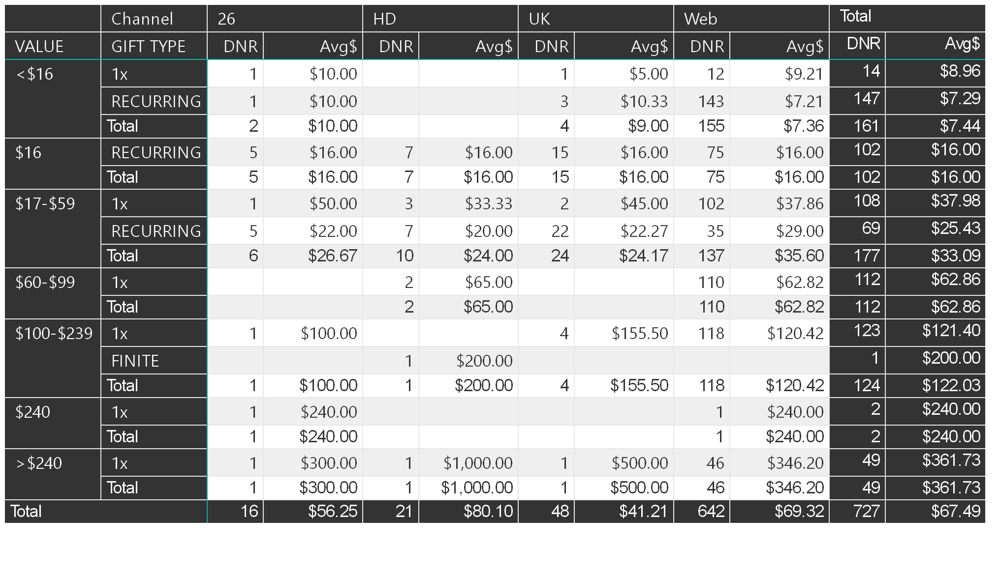 Channel 26 HD UK Web Total
VALUE GIFT TYPE DNR Avg$ DNR Avg$ DNR Avg$ DNR Avg$ DNR Avg$
<$16 1x 1 $10.00 1 $5.00 12 $9.21 14 $8.96
RECURRING 1 $10.00 3 $10.33 143 $7.21 147 $7.29
Total 2 $10.00 4 $9.00 155 $7.36 161 $7.44
$16 RECURRING 5 $16.00 7 $16.00 15 $16.00 75 $16.00 102 $16.00
Total 5 $16.00 7 $16.00 15 $16.00 75 $16.00 102 $16.00
$17-$59 1x 1 $50.00 3 $33.33 2 $45.00 102 $37.86 108 $37.98
RECURRING 5 $22.00 7 $20.00 22 $22.27 35 $29.00 69 $25.43
Total 6 $26.67 10 $24.00 24 $24.17 137 $35.60 177 $33.09
$60-$99 1x 2 $65.00 110 $62.82 112 $62.86
Total 2 $65.00 110 $62.82 112 $62.86
$100-$239 1x 1 $100.00 4 $155.50 118 $120.42 123 $121.40
FINITE 1 $200.00 1 $200.00
Total 1 $100.00 1 $200.00 4 $155.50 118 $120.42 124 $122.03
$240 1x 1 $240.00 1 $240.00 2 $240.00
Total 1 $240.00 1 $240.00 2 $240.00
>$240 1x 1 $300.00 1 $1,000.00 1 $500.00 46 $346.20 49 $361.73
Total 1 $300.00 1 $1,000.00 1 $500.00 46 $346.20 49 $361.73
Total 16 $56.25 21 $80.10 48 $41.21 642 $69.32 727 $67.49